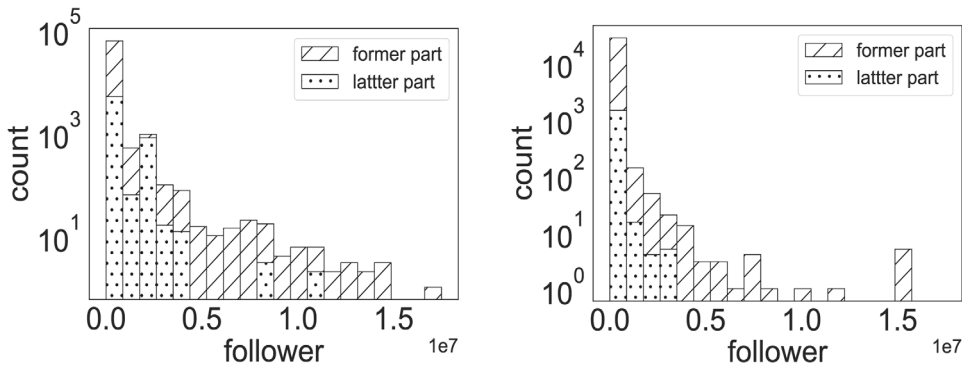 10^5
10^3
10^1
count
former part
lattter part
0.0 0.5 1.0 1.5
1e7
follower
10^4
10^3
10^2
10^1
10^0
count
former part
lattter part
0.0 0.5 1.0 1.5
1e7
follower